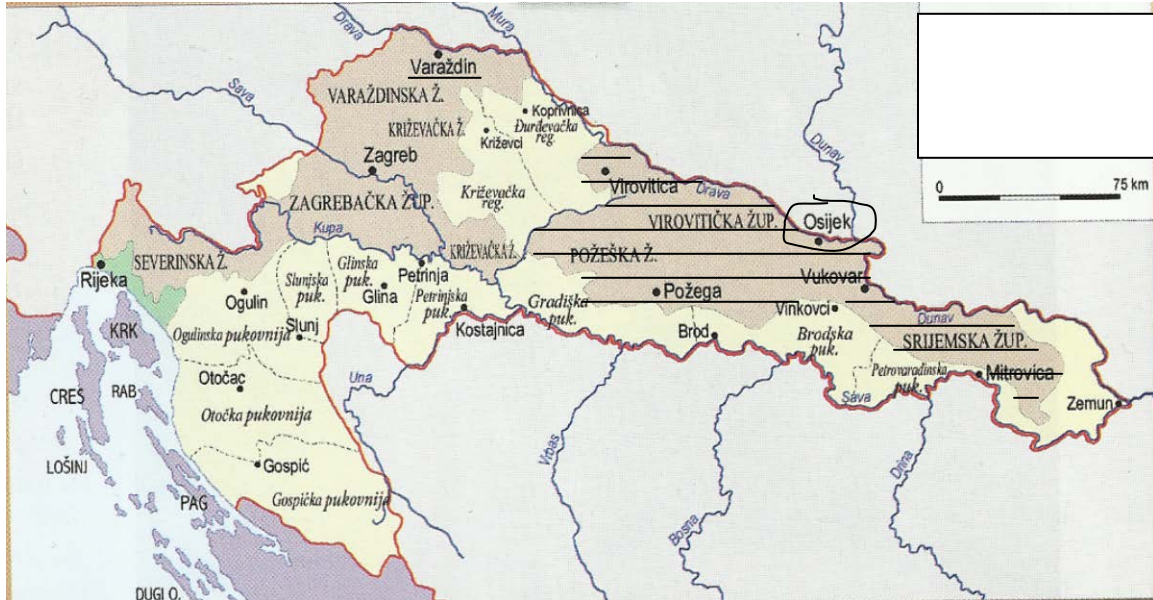 Drava
Mura
Varaždin
Sava
VARAŽDINSKA Ž.
Koprivnica
Đurđevačka
reg.
KRIŽEVAČKA Ž.
Križevci
Dunav
0 75 km
Zagreb
Virovitica
Drava
Križevačka
reg.
ZAGREBAČKA ŽUP.
VIROVITIČKA ŽUP.
Osijek
Kupa
KRIŽEVAČKA Ž.
POŽEŠKA Ž.
SEVERINSKA Ž.
Rijeka
Slunjska
puk.
Glinska
puk.
Petrinja
Glina
Petrinjska
puk.
Vukovar
Ogulin
Gradiška
puk.
Požega
Vinkovci
Kostajnica
Ogulinska pukovnija
Slunj
Brod
Brodska
puk.
Dunav
SRIJEMSKA ŽUP.
KRK
Petrovaradinska
puk.
Mitrovica
Otočac
Una
CRES
RAB
Sava
Zemun
Otočka pukovnija
LOŠINJ
Gospić
Vrbas
Drina
PAG
Gospićka pukovnija
Bosna
DUGI O.